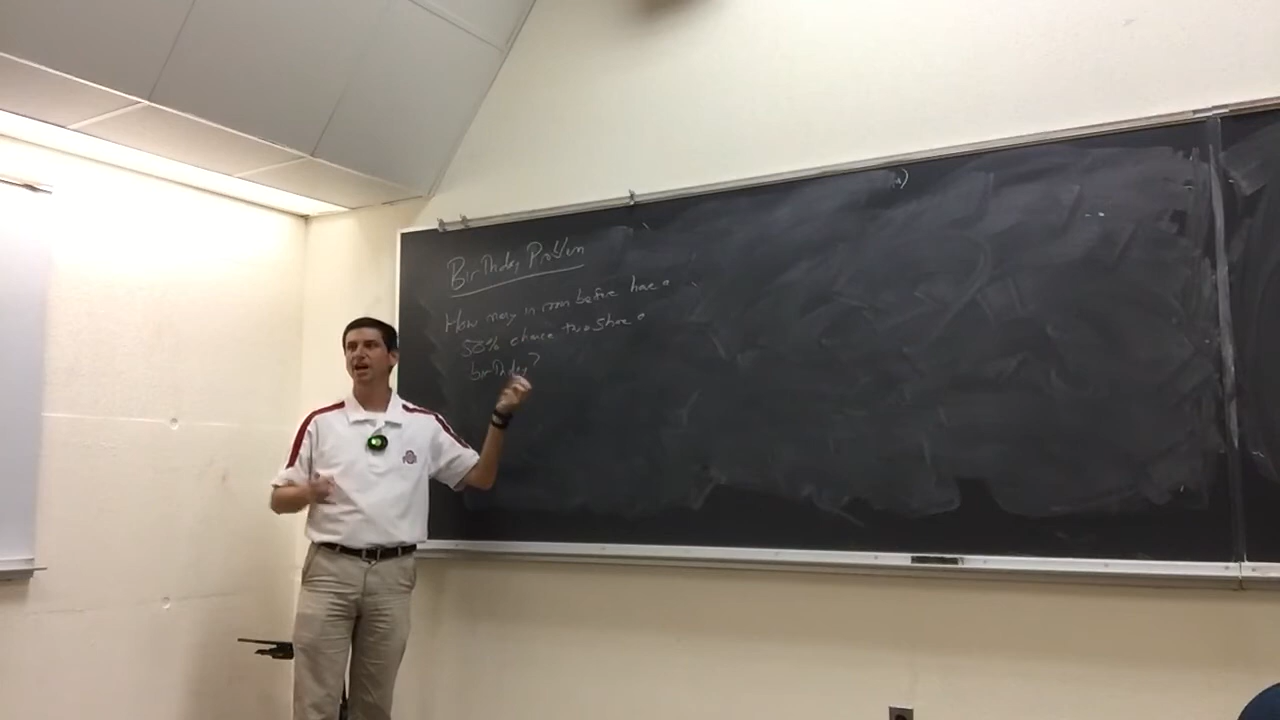 Birthday Problem
How many in room before have a
50% chance two share a
birthday?